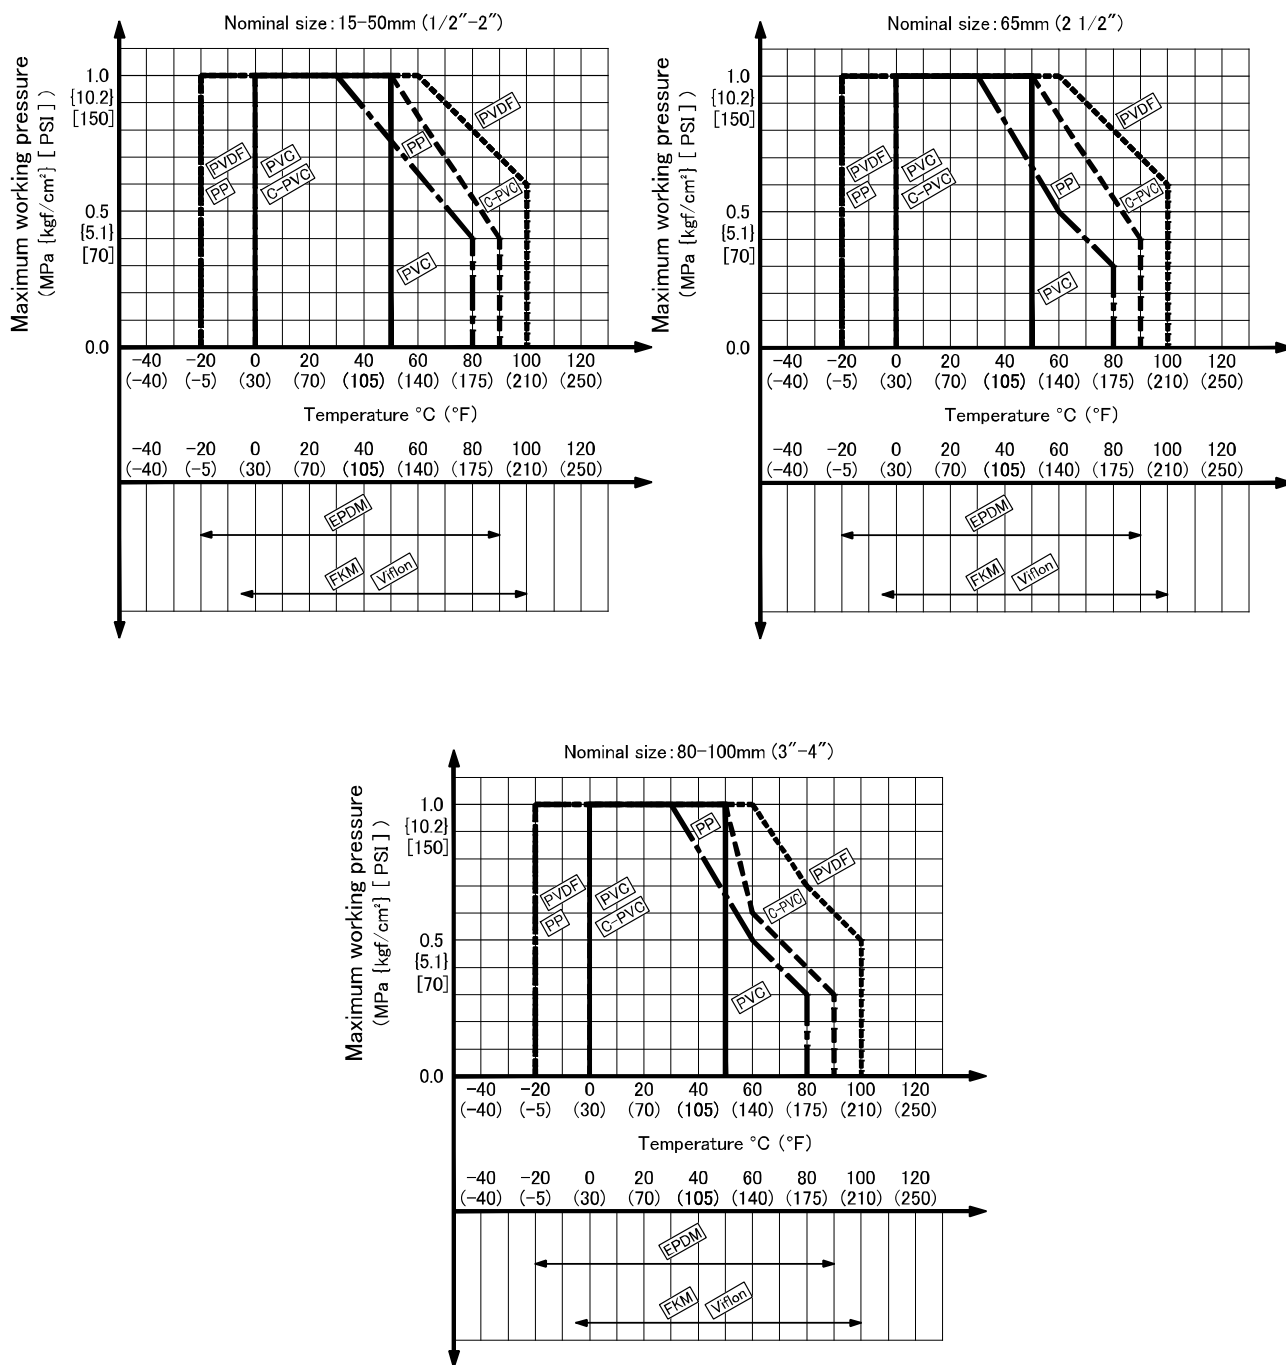 Nominal size:15-50mm (1/2"-2")
Maximum working pressure
(MPa {kgf/cm²} [ PSI ] )
1.0
{10.2}
[150]
0.5
{5.1}
[70]
0.0
PVDF
PP
PVC
C-PVC
PP
PVDF
C-PVC
PVC
-40 -20 0 20 40 60 80 100 120
(-40) (-5) (30) (70) (105) (140) (175) (210) (250)
Temperature °C (°F)
-40 -20 0 20 40 60 80 100 120
(-40) (-5) (30) (70) (105) (140) (175) (210) (250)
EPDM
FKM Viflon
Nominal size:65mm (2 1/2")
Maximum working pressure
(MPa {kgf/cm²} [ PSI ] )
1.0
{10.2}
[150]
0.5
{5.1}
[70]
0.0
PVDF
PP
PVC
C-PVC
PVDF
PP
C-PVC
PVC
-40 -20 0 20 40 60 80 100 120
(-40) (-5) (30) (70) (105) (140) (175) (210) (250)
Temperature °C (°F)
-40 -20 0 20 40 60 80 100 120
(-40) (-5) (30) (70) (105) (140) (175) (210) (250)
EPDM
FKM Viflon
Nominal size:80-100mm (3"-4")
Maximum working pressure
(MPa {kgf/cm²} [ PSI ] )
1.0
{10.2}
[150]
0.5
{5.1}
[70]
0.0
PVDF
PP
PVC
C-PVC
PP
PVDF
C-PVC
PVC
-40 -20 0 20 40 60 80 100 120
(-40) (-5) (30) (70) (105) (140) (175) (210) (250)
Temperature °C (°F)
-40 -20 0 20 40 60 80 100 120
(-40) (-5) (30) (70) (105) (140) (175) (210) (250)
EPDM
FKM Viflon